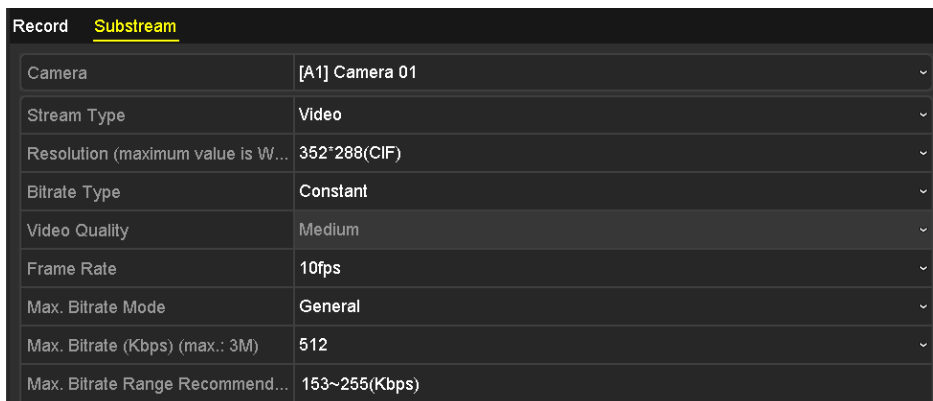 Record Substream
Camera [A1] Camera 01
Stream Type Video
Resolution (maximum value is W... 352*288(CIF)
Bitrate Type Constant
Video Quality Medium
Frame Rate 10fps
Max. Bitrate Mode General
Max. Bitrate (Kbps) (max.: 3M) 512
Max. Bitrate Range Recommend... 153~255(Kbps)